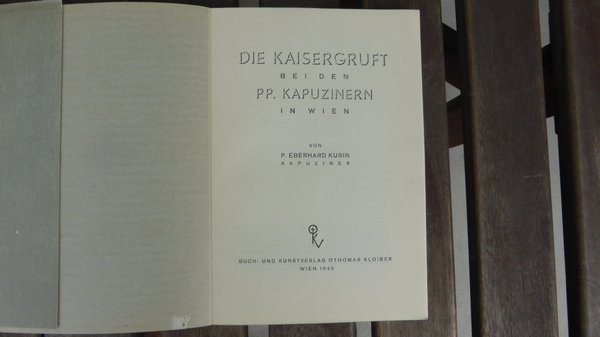 DIE KAISERGRUFT
BEI DEN
PP. KAPUZINERN
IN WIEN
VON
P. EBERHARD KUSIN
KAPUZINER
OKV
BUCH- UND KUNSTVERLAG OTHOMAR KLOIBER
WIEN 1949